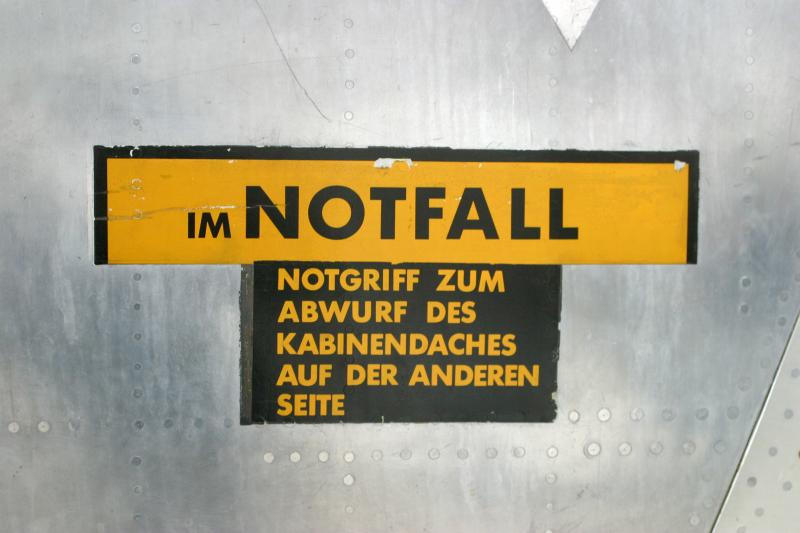 IM NOTFALL
NOTGRIFF ZUM
ABWURF DES
KABINENDACHES
AUF DER ANDEREN
SEITE